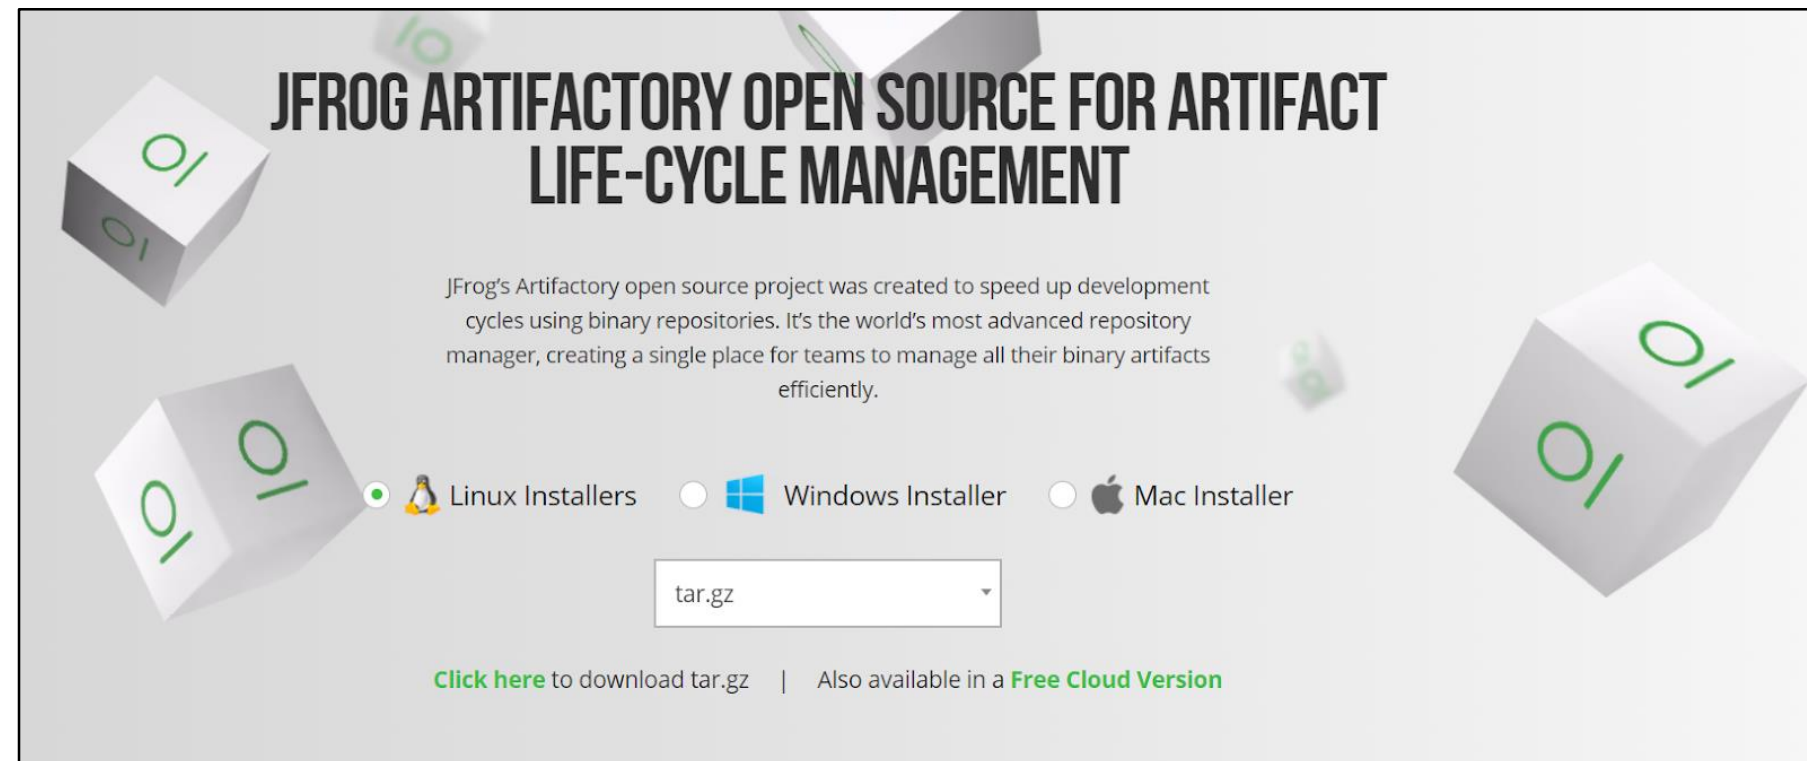 JFROG ARTIFACTORY OPEN SOURCE FOR ARTIFACT
LIFE-CYCLE MANAGEMENT
JFrog's Artifactory open source project was created to speed up development
cycles using binary repositories. It's the world's most advanced repository
manager, creating a single place for teams to manage all their binary artifacts
efficiently.
Linux Installers Windows Installer Mac Installer
tar.gz
Click here to download tar.gz | Also available in a Free Cloud Version